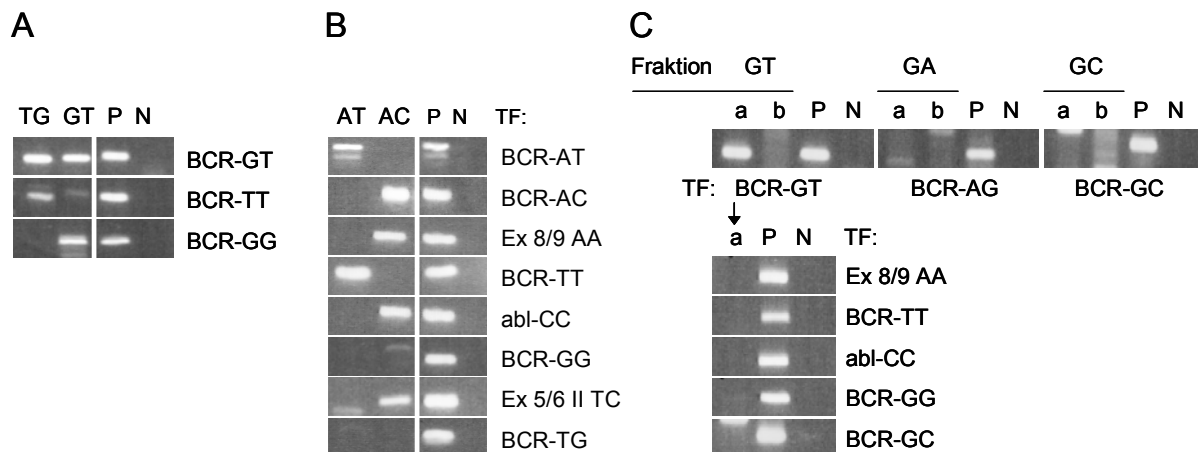 A
TG GT P N
BCR-GT
BCR-TT
BCR-GG
B
AT AC P N TF:
BCR-AT
BCR-AC
Ex 8/9 AA
BCR-TT
abl-CC
BCR-GG
Ex 5/6 II TC
BCR-TG
C
Fraktion GT GA GC
a b P N a b P N a b P N
TF: BCR-GT BCR-AG BCR-GC
a P N TF:
Ex 8/9 AA
BCR-TT
abl-CC
BCR-GG
BCR-GC